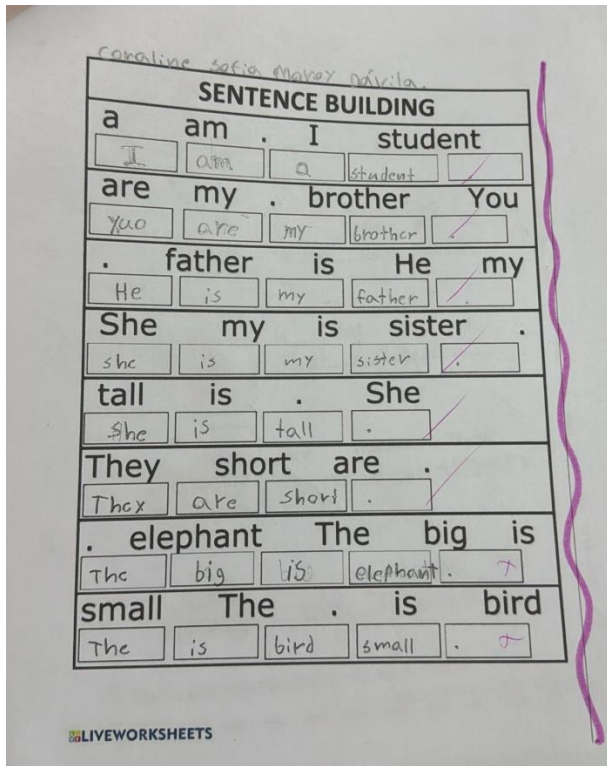 Coraline sofia Monoy Dávila.
SENTENCE BUILDING
a am . I student
I am a student
are my . brother You
yuo are my brother .
. father is He my
He is my father .
She my is sister .
she is my sister .
tall is . She
She is tall .
They short are .
They are short .
. elephant The big is
The big is elephant .
small The . is bird
The is bird small .
LIVEWORKSHEETS